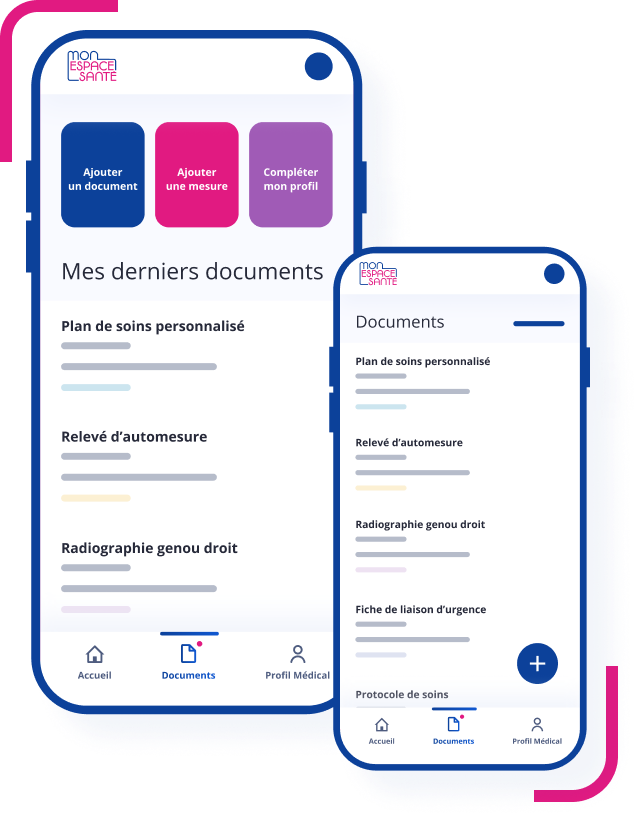 MON
ESPACE
SANTÉ
Ajouter
un document
Ajouter
une mesure
Compléter
mon profil
Mes derniers documents
Plan de soins personnalisé
Relevé d’automesure
Radiographie genou droit
Accueil
Documents
Profil Médical
MON
ESPACE
SANTÉ
Documents
Plan de soins personnalisé
Relevé d’automesure
Radiographie genou droit
Fiche de liaison d’urgence
Protocole de soins
Accueil
Documents
Profil Médical